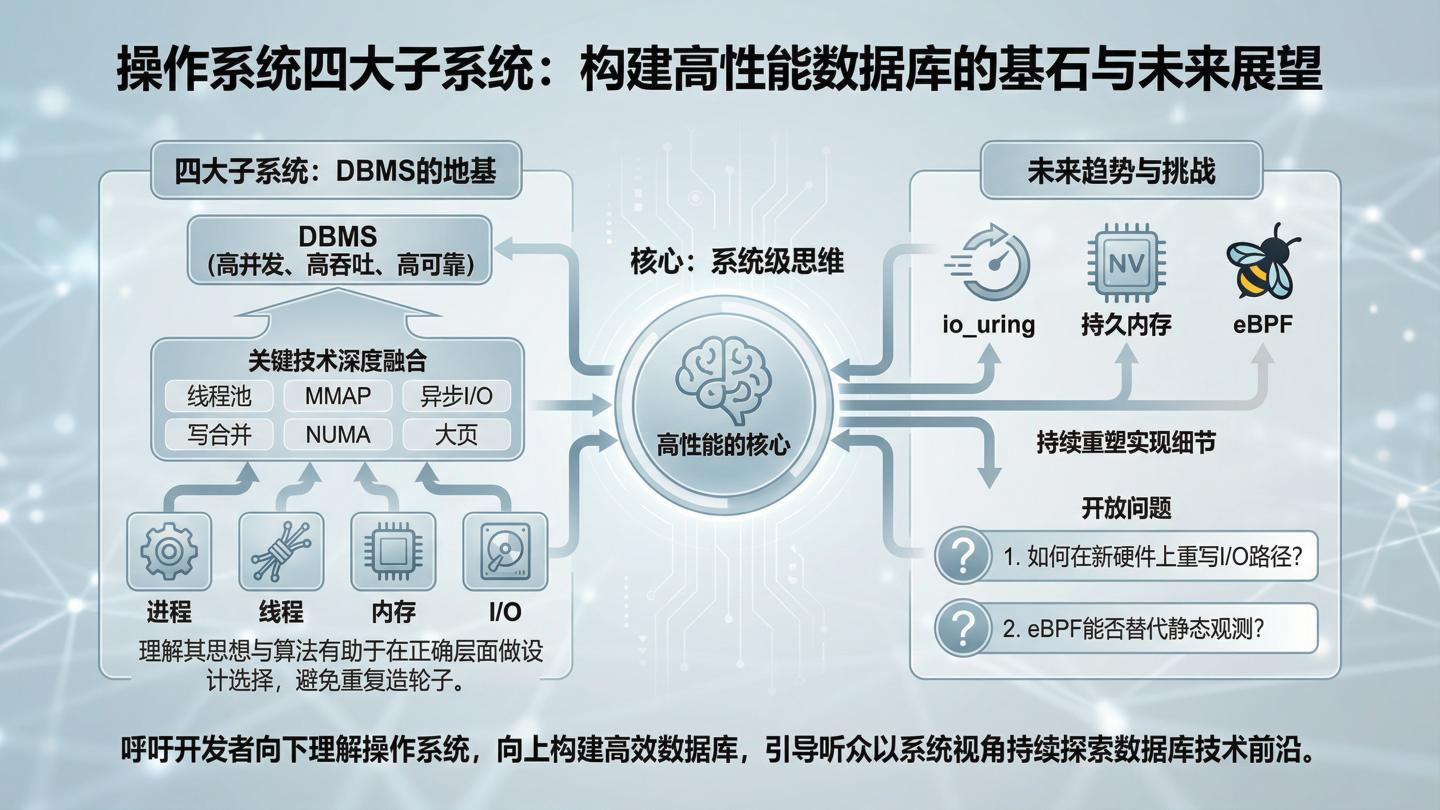 操作系统四大子系统：构建高性能数据库的基石与未来展望
四大子系统：DBMS的地基
DBMS
（高并发、高吞吐、高可靠）
关键技术深度融合
线程池
MMAP
异步I/O
写合并
NUMA
大页
进程
线程
内存
I/O
理解其思想与算法有助于在正确层面做设
计选择，避免重复造轮子。
核心：系统级思维
高性能的核心
未来趋势与挑战
NV
io_uring
持久内存
eBPF
持续重塑实现细节
开放问题
?
1. 如何在新硬件上重写I/O路径？
?
2. eBPF能否替代静态观测？
呼吁开发者向下理解操作系统，向上构建高效数据库，引导听众以系统视角持续探索数据库技术前沿。